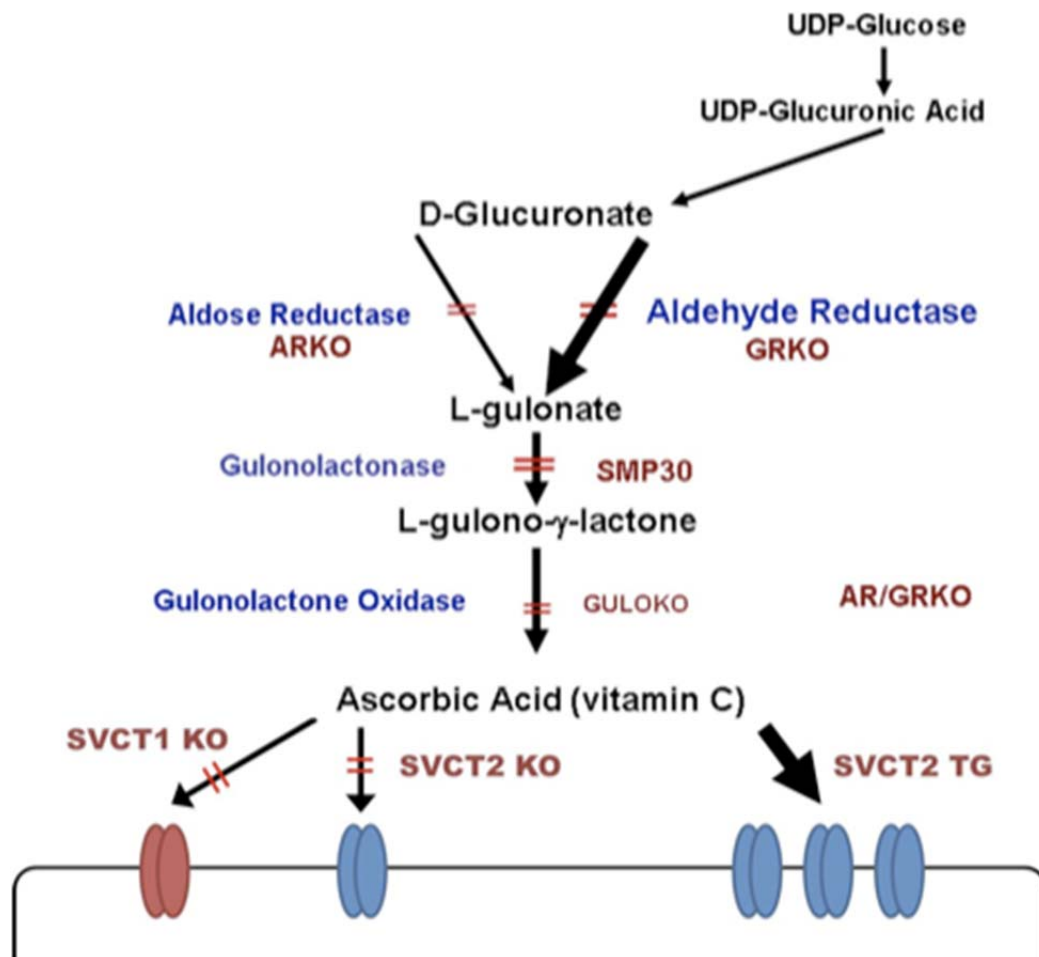 UDP-Glucose
UDP-Glucuronic Acid
D-Glucuronate
Aldose Reductase
ARKO
Aldehyde Reductase
GRKO
L-gulonate
Gulonolactonase
SMP30
L-gulono-γ-lactone
Gulonolactone Oxidase
GULOKO
AR/GRKO
Ascorbic Acid (vitamin C)
SVCT1 KO
SVCT2 KO
SVCT2 TG